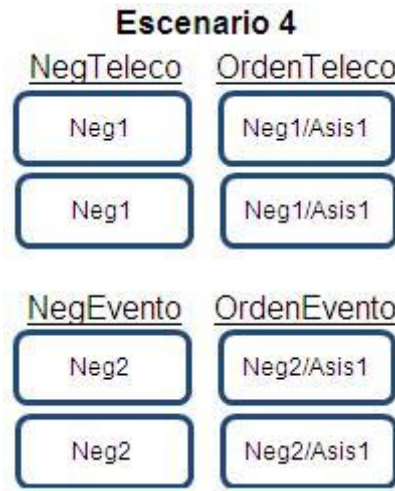 Escenario 4
NegTeleco OrdenTeleco
Neg1 Neg1/Asis1
Neg1 Neg1/Asis1
NegEvento OrdenEvento
Neg2 Neg2/Asis1
Neg2 Neg2/Asis1